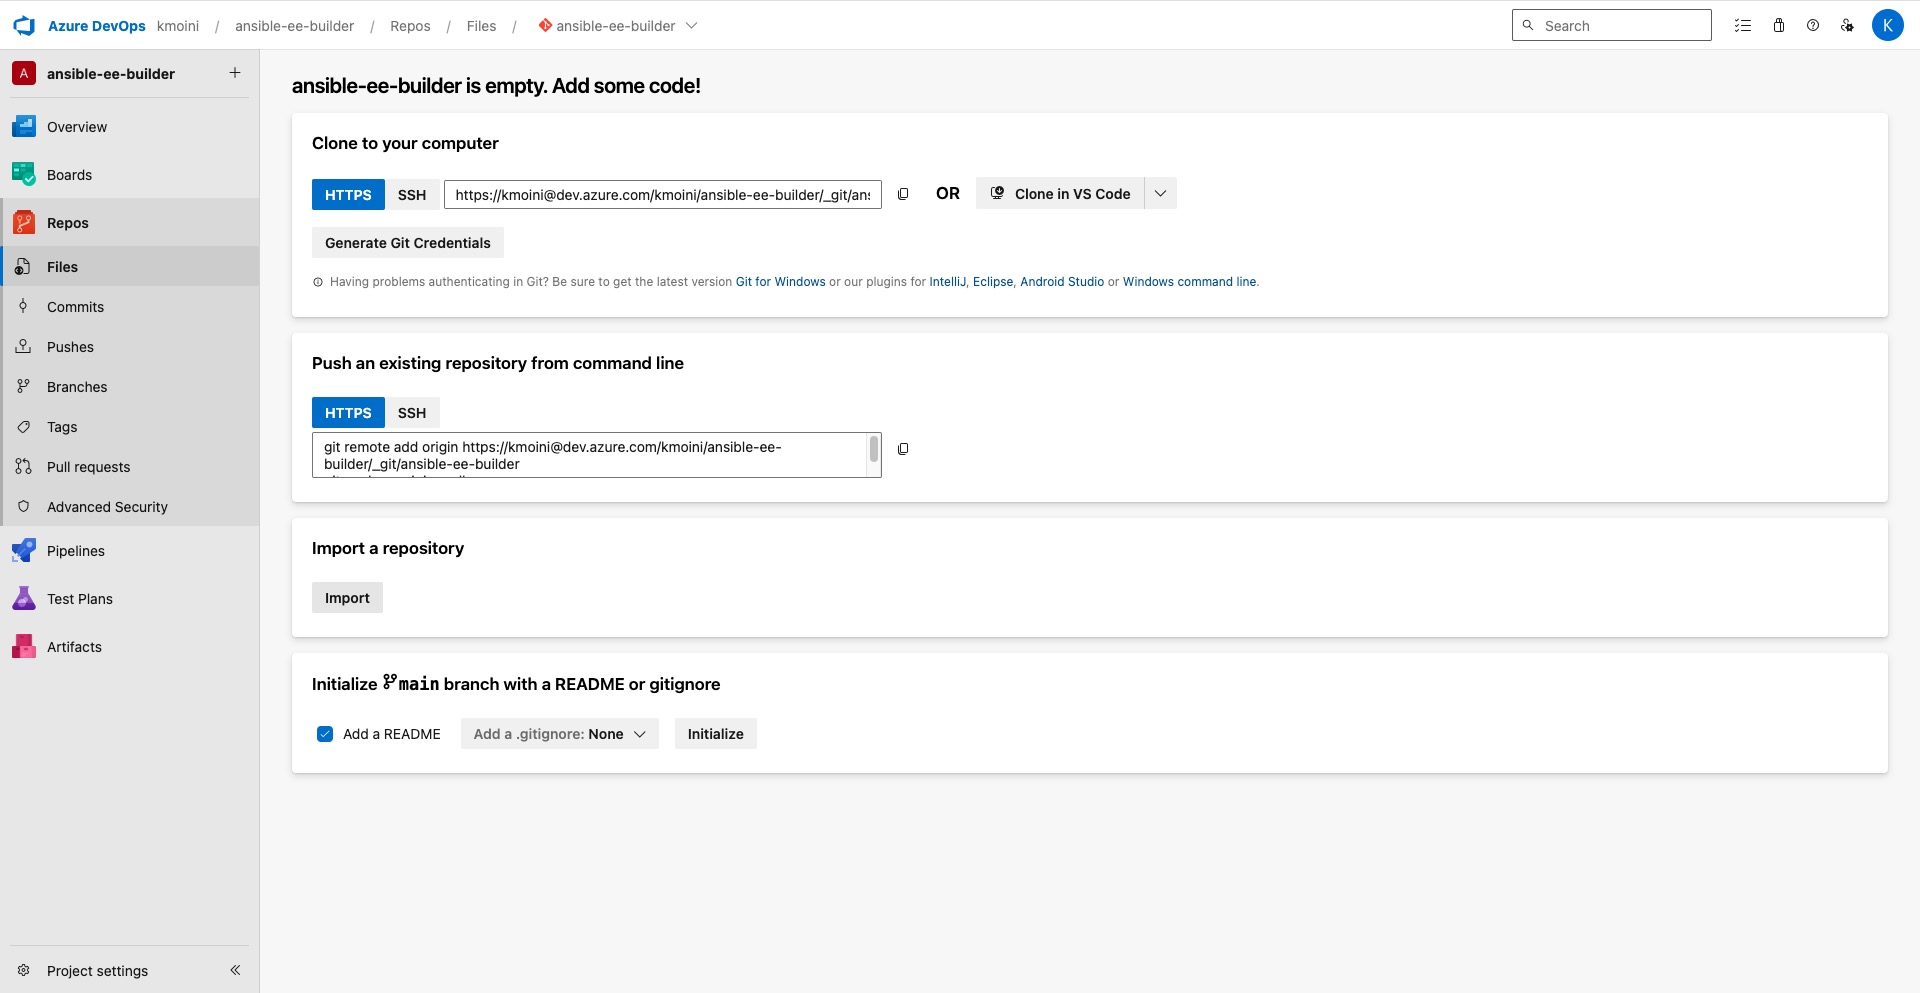 Azure DevOps kmoini / ansible-ee-builder / Repos / Files / ansible-ee-builder
Search
K
A ansible-ee-builder
Overview
Boards
Repos
Files
Commits
Pushes
Branches
Tags
Pull requests
Advanced Security
Pipelines
Test Plans
Artifacts
Project settings
ansible-ee-builder is empty. Add some code!
Clone to your computer
HTTPS SSH https://kmoini@dev.azure.com/kmoini/ansible-ee-builder/_git/ans OR Clone in VS Code
Generate Git Credentials
Having problems authenticating in Git? Be sure to get the latest version Git for Windows or our plugins for IntelliJ, Eclipse, Android Studio or Windows command line.
Push an existing repository from command line
HTTPS SSH
git remote add origin https://kmoini@dev.azure.com/kmoini/ansible-ee-
builder/_git/ansible-ee-builder
Import a repository
Import
Initialize main branch with a README or gitignore
Add a README Add a .gitignore: None Initialize